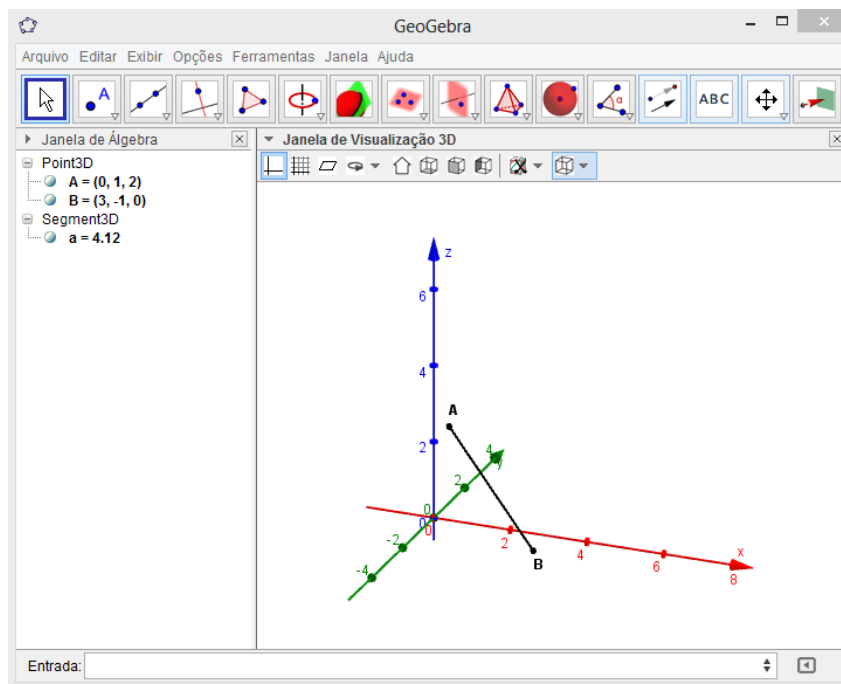 GeoGebra
Arquivo Editar Exibir Opções Ferramentas Janela Ajuda
A
α
ABC
Janela de Álgebra
Point3D
A = (0, 1, 2)
B = (3, -1, 0)
Segment3D
a = 4.12
Janela de Visualização 3D
z
6
4
A
2
4
y
2
0
0
0
-2
2
B
4
-4
6
x
8
Entrada: